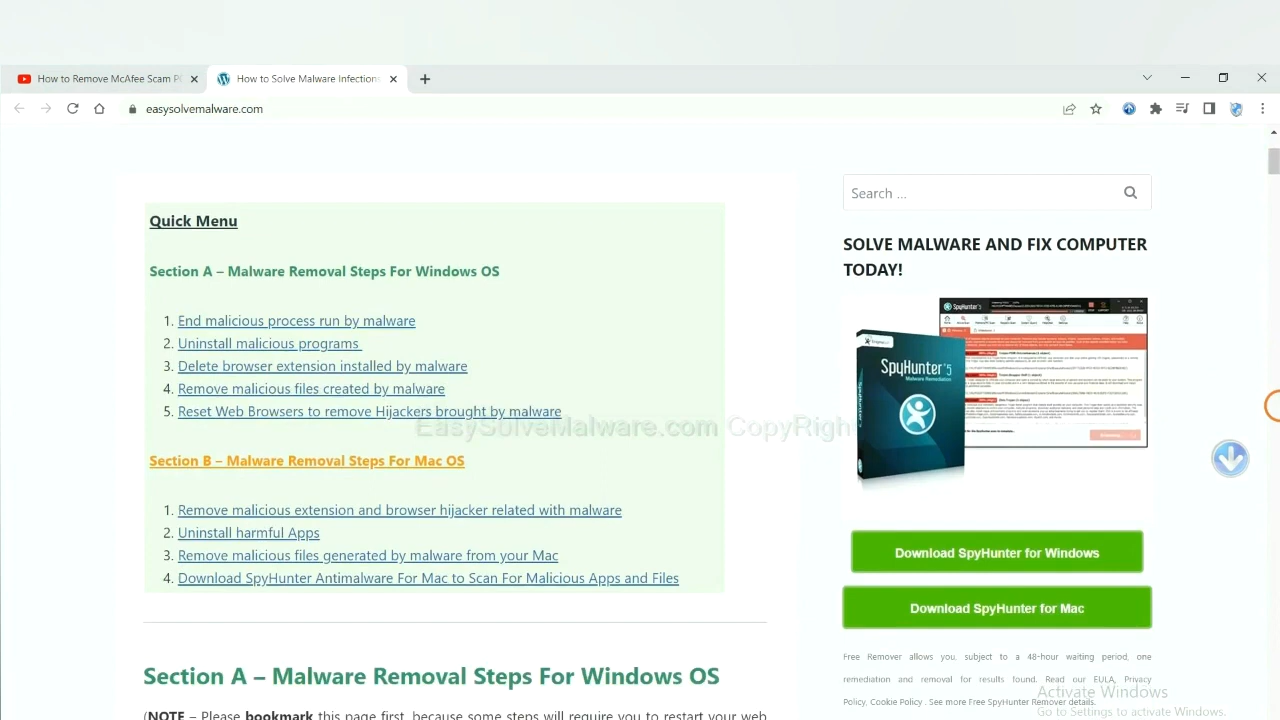 How to Remove McAfee Scam P
How to Solve Malware Infection
easysolvemalware.com
Quick Menu
Section A – Malware Removal Steps For Windows OS
1. End malicious process run by malware
2. Uninstall malicious programs
3. Delete browser extension installed by malware
4. Remove malicious files created by malware
5. Reset Web Browsers to remove Hijackers brought by malware
EasySolveMalware.com CopyRigh
Section B – Malware Removal Steps For Mac OS
1. Remove malicious extension and browser hijacker related with malware
2. Uninstall harmful Apps
3. Remove malicious files generated by malware from your Mac
4. Download SpyHunter Antimalware For Mac to Scan For Malicious Apps and Files
Section A – Malware Removal Steps For Windows OS
(NOTE – Please bookmark this page first, because some steps will require you to restart your web
Search ...
SOLVE MALWARE AND FIX COMPUTER
TODAY!
SpyHunter 5
SpyHunter 5
Malware Remediation
Download SpyHunter for Windows
Download SpyHunter for Mac
Free Remover allows you, subject to a 48-hour waiting period, one
remediation and removal for results found. Read our EULA, Privacy
Policy, Cookie Policy . See more Free SpyHunter Remover details.
Activate Windows
Go to Settings to activate Windows.